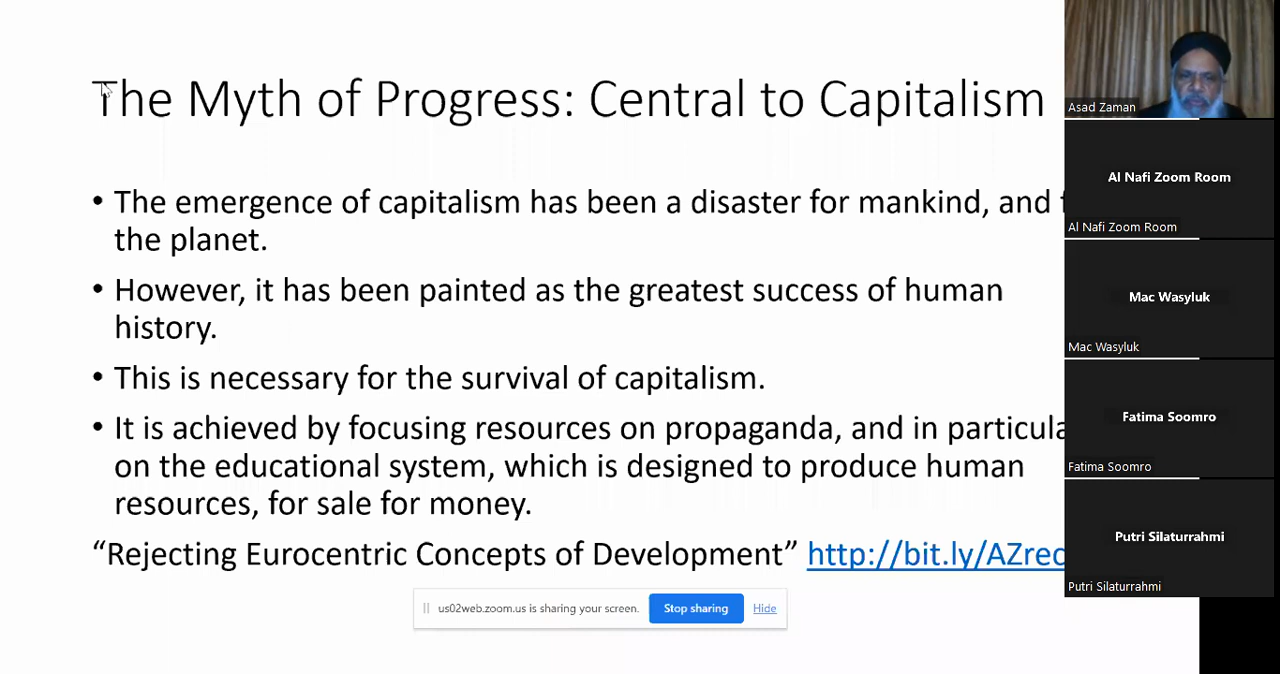 The Myth of Progress: Central to Capitalism
• The emergence of capitalism has been a disaster for mankind, and
the planet.
• However, it has been painted as the greatest success of human
history.
• This is necessary for the survival of capitalism.
• It is achieved by focusing resources on propaganda, and in particula
on the educational system, which is designed to produce human
resources, for sale for money.
“Rejecting Eurocentric Concepts of Development” http://bit.ly/AZrec
us02web.zoom.us is sharing your screen. Stop sharing Hide
Asad Zaman
Al Nafi Zoom Room
Al Nafi Zoom Room
Mac Wasyluk
Mac Wasyluk
Fatima Soomro
Fatima Soomro
Putri Silaturrahmi
Putri Silaturrahmi